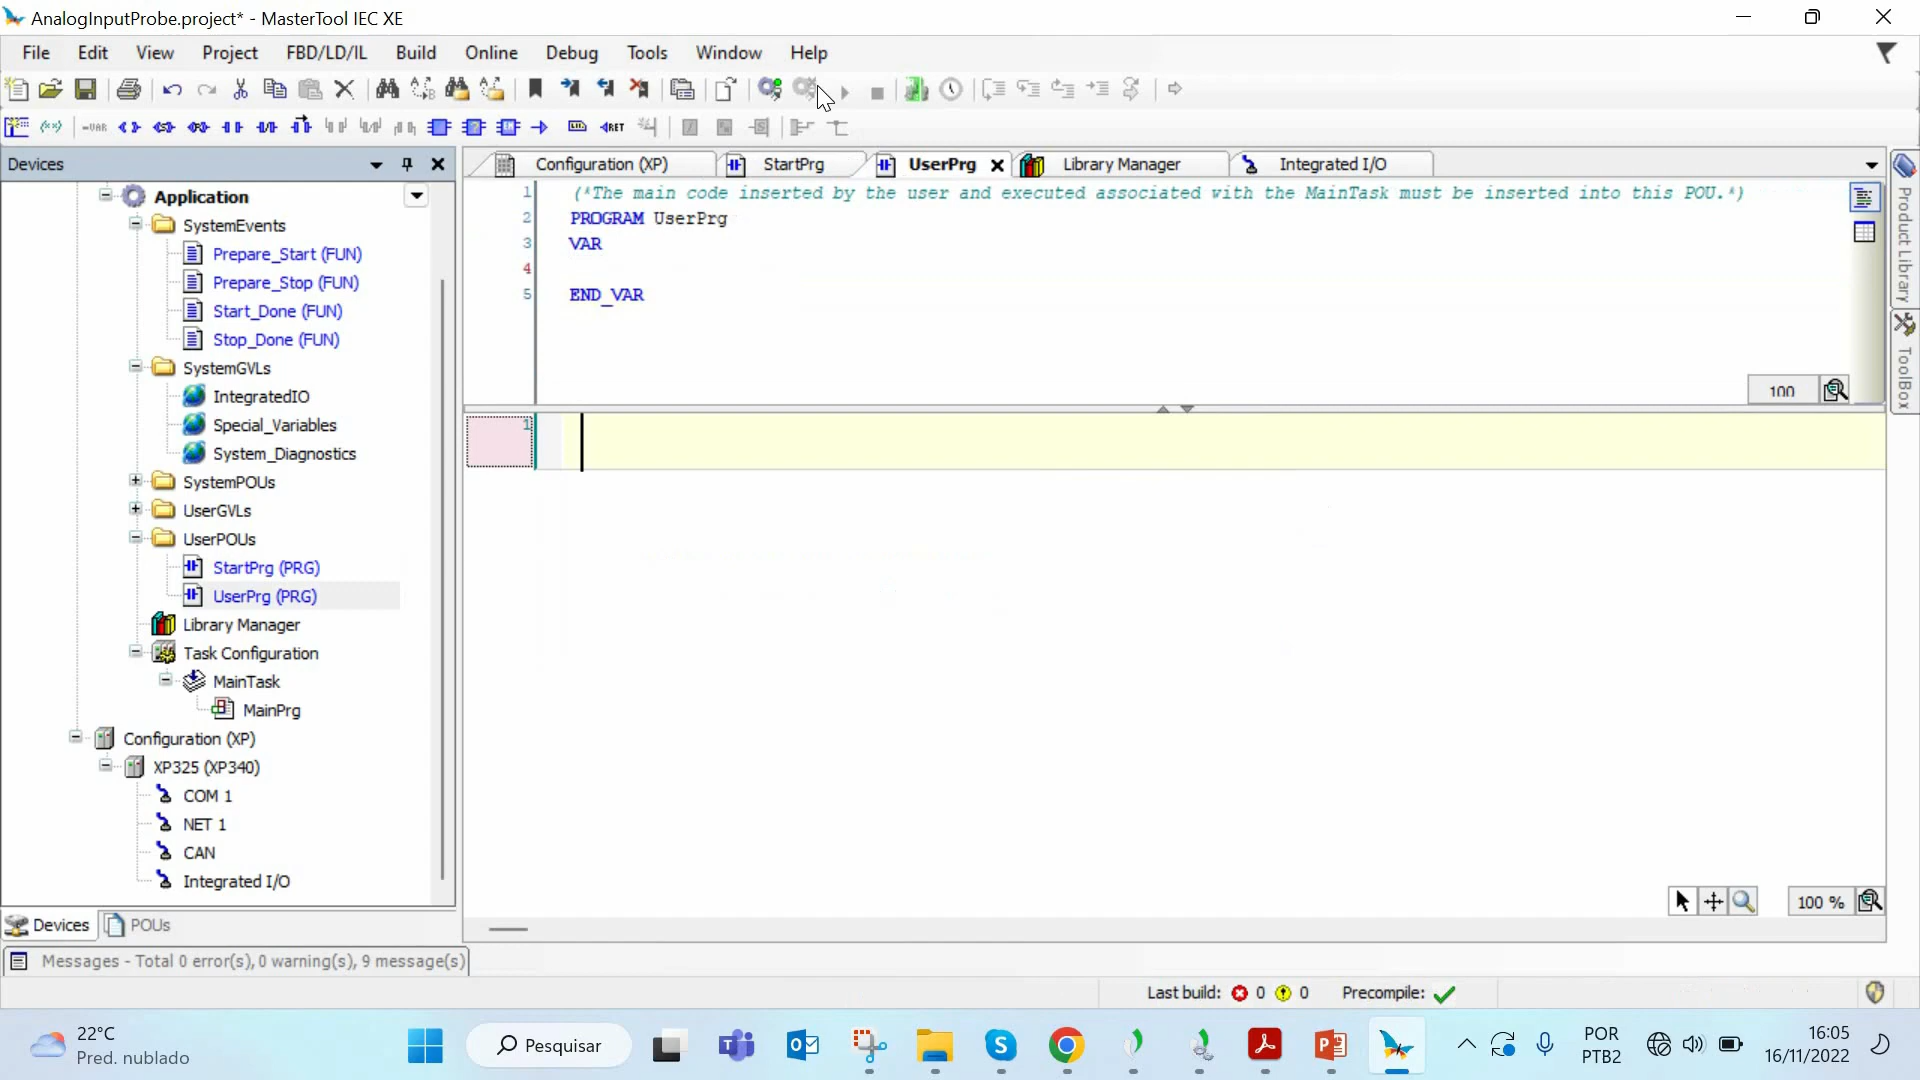 AnalogInputProbe.project* - MasterTool IEC XE
File Edit View Project FBD/LD/IL Build Online Debug Tools Window Help
Devices
Configuration (XP) StartPrg UserPrg Library Manager Integrated I/O
Application
SystemEvents
Prepare_Start (FUN)
Prepare_Stop (FUN)
Start_Done (FUN)
Stop_Done (FUN)
SystemGVLs
IntegratedIO
Special_Variables
System_Diagnostics
SystemPOUs
UserGVLs
UserPOUs
StartPrg (PRG)
UserPrg (PRG)
Library Manager
Task Configuration
MainTask
MainPrg
Configuration (XP)
XP325 (XP340)
COM 1
NET 1
CAN
Integrated I/O
Devices POUs
1 (*The main code inserted by the user and executed associated with the MainTask must be inserted into this POU.*)
2 PROGRAM UserPrg
3 VAR
4
5 END_VAR
100
1
100 %
Product Library
ToolBox
Messages - Total 0 error(s), 0 warning(s), 9 message(s)
Last build: 0 0 Precompile:
22°C
Pred. nublado
Pesquisar
POR
PTB2
16:05
16/11/2022